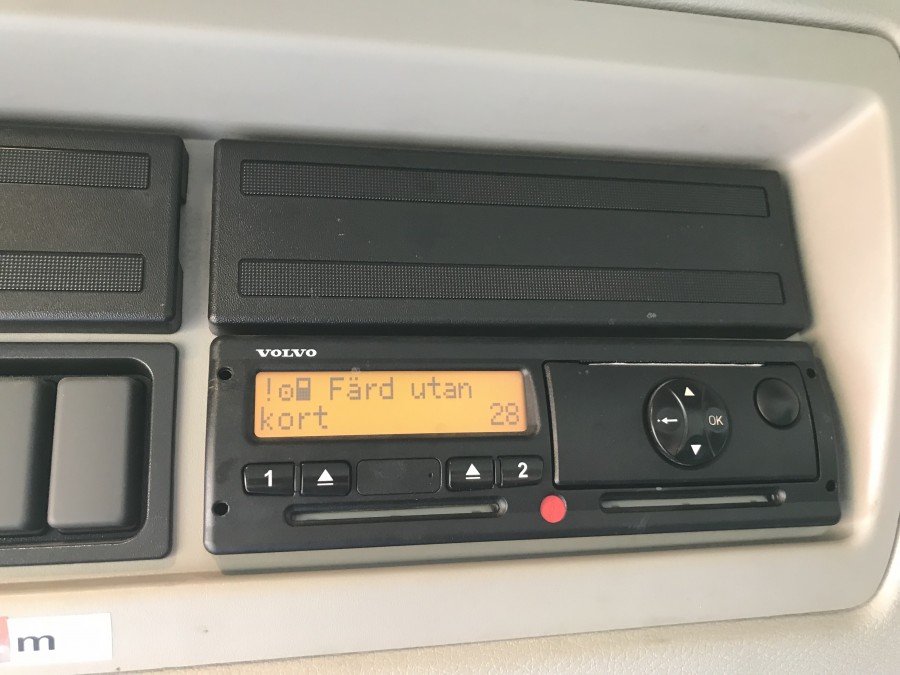 VOLVO
! Färd utan
kort 28
1 2
OK
m